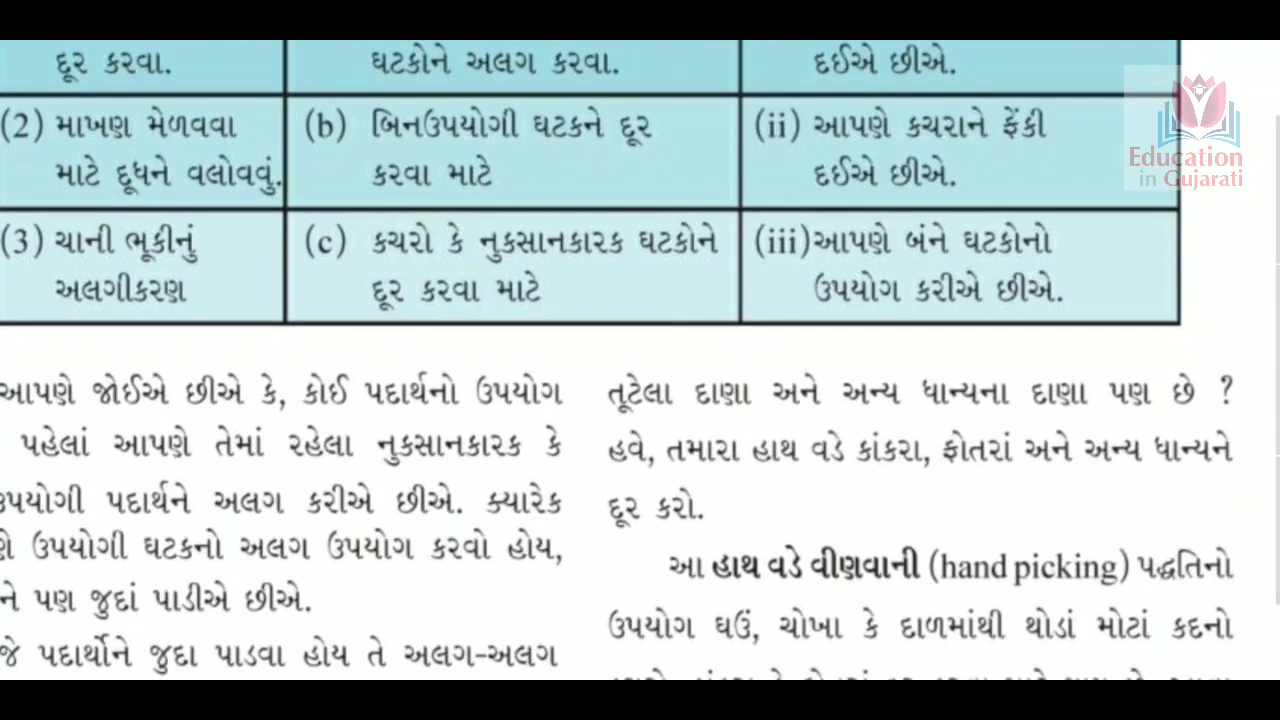 દૂર કરવા.
ઘટકોને અલગ કરવા.
દઈએ છીએ.
(2) માખણ મેળવવા
માટે દૂધને વલોવવું.
(b) બિનઉપયોગી ઘટકને દૂર
કરવા માટે
(ii) આપણે કચરાને ફેંકી
દઈએ છીએ.
(3) ચાની ભૂકીનું
અલગીકરણ
(c) કચરો કે નુકસાનકારક ઘટકોને
દૂર કરવા માટે
(iii) આપણે બંને ઘટકોનો
ઉપયોગ કરીએ છીએ.
Education
in Gujarati
આપણે જોઈએ છીએ કે, કોઈ પદાર્થનો ઉપયોગ
પહેલાં આપણે તેમાં રહેલા નુકસાનકારક કે
ઉપયોગી પદાર્થને અલગ કરીએ છીએ. ક્યારેક
ઉપયોગી ઘટકનો અલગ ઉપયોગ કરવો હોય,
ને પણ જુદાં પાડીએ છીએ.
જે પદાર્થોને જુદા પાડવા હોય તે અલગ-અલગ
તૂટેલા દાણા અને અન્ય ધાન્યના દાણા પણ છે ?
હવે, તમારા હાથ વડે કાંકરા, ફોતરાં અને અન્ય ધાન્યને
દૂર કરો.
આ હાથ વડે વીણવાની (hand picking) પદ્ધતિનો
ઉપયોગ ઘઉં, ચોખા કે દાળમાંથી થોડાં મોટાં કદનો